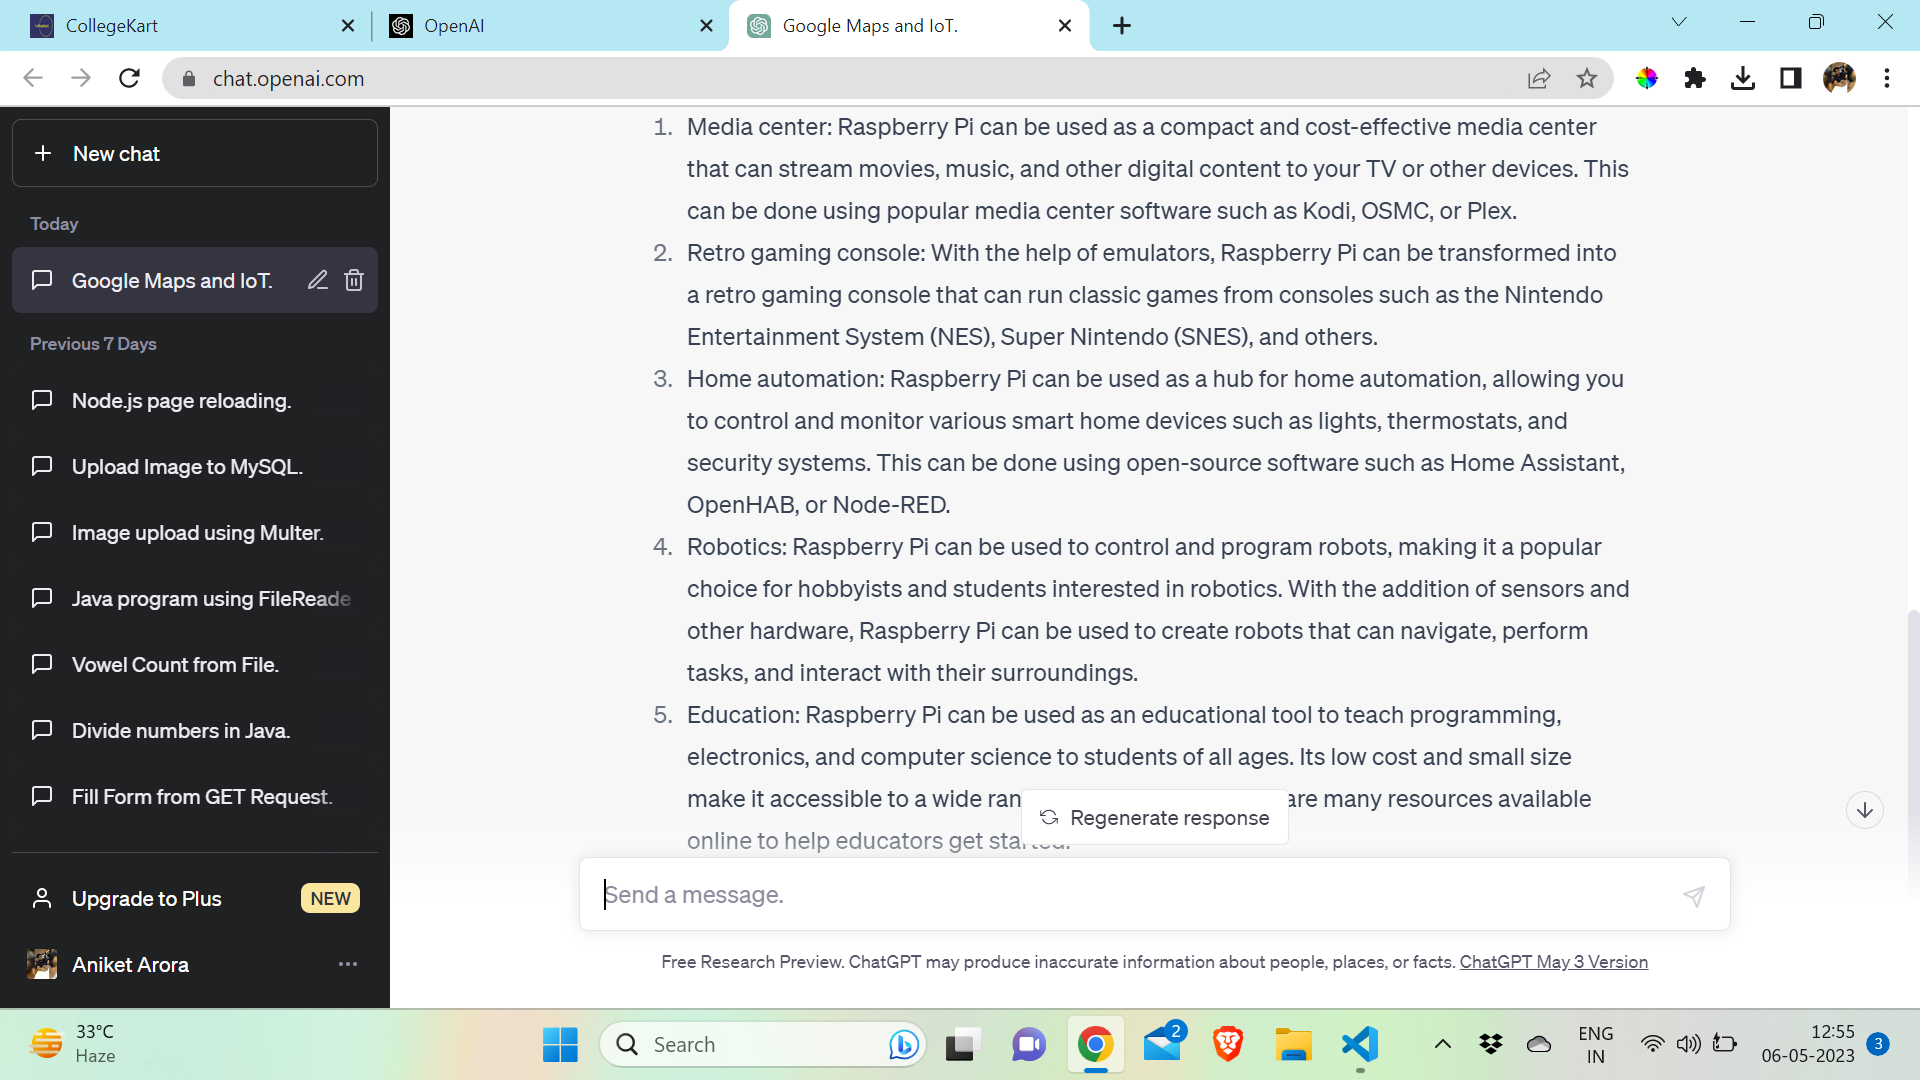 CollegeKart
OpenAI
Google Maps and IoT.
chat.openai.com
New chat
Today
Google Maps and IoT.
Previous 7 Days
Node.js page reloading.
Upload Image to MySQL.
Image upload using Multer.
Java program using FileReade
Vowel Count from File.
Divide numbers in Java.
Fill Form from GET Request.
Upgrade to Plus NEW
Aniket Arora
1. Media center: Raspberry Pi can be used as a compact and cost-effective media center
that can stream movies, music, and other digital content to your TV or other devices. This
can be done using popular media center software such as Kodi, OSMC, or Plex.
2. Retro gaming console: With the help of emulators, Raspberry Pi can be transformed into
a retro gaming console that can run classic games from consoles such as the Nintendo
Entertainment System (NES), Super Nintendo (SNES), and others.
3. Home automation: Raspberry Pi can be used as a hub for home automation, allowing you
to control and monitor various smart home devices such as lights, thermostats, and
security systems. This can be done using open-source software such as Home Assistant,
OpenHAB, or Node-RED.
4. Robotics: Raspberry Pi can be used to control and program robots, making it a popular
choice for hobbyists and students interested in robotics. With the addition of sensors and
other hardware, Raspberry Pi can be used to create robots that can navigate, perform
tasks, and interact with their surroundings.
5. Education: Raspberry Pi can be used as an educational tool to teach programming,
electronics, and computer science to students of all ages. Its low cost and small size
make it accessible to a wide ran are many resources available
Regenerate response
online to help educators get started.
Send a message.
Free Research Preview. ChatGPT may produce inaccurate information about people, places, or facts. ChatGPT May 3 Version
33°C
Haze
Search
2
ENG
IN
12:55
06-05-2023
3